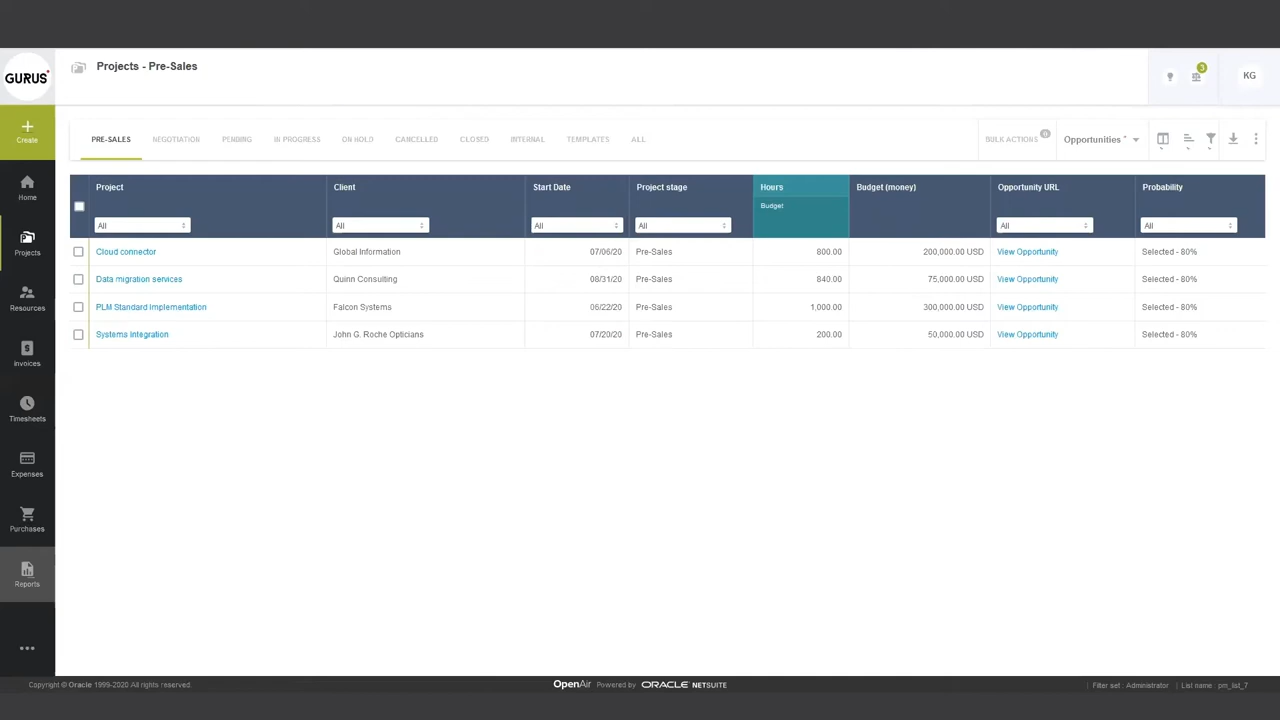 GURUS
Projects - Pre-Sales
3
KG
Create
PRE-SALES NEGOTIATION PENDING IN PROGRESS ON HOLD CANCELLED CLOSED INTERNAL TEMPLATES ALL
BULK ACTIONS 0 Opportunities *
Home
Projects
Resources
Invoices
Timesheets
Expenses
Purchases
Reports
Project Client Start Date Project stage Hours Budget (money) Opportunity URL Probability
Budget
All All All All All All
Cloud connector Global Information 07/06/20 Pre-Sales 800.00 200,000.00 USD View Opportunity Selected - 80%
Data migration services Quinn Consulting 08/31/20 Pre-Sales 840.00 75,000.00 USD View Opportunity Selected - 80%
PLM Standard Implementation Falcon Systems 06/22/20 Pre-Sales 1,000.00 300,000.00 USD View Opportunity Selected - 80%
Systems Integration John G. Roche Opticians 07/20/20 Pre-Sales 200.00 50,000.00 USD View Opportunity Selected - 80%
Copyright © Oracle 1999-2020 All rights reserved. OpenAir Powered by ORACLE NETSUITE | Filter set : Administrator | List name : pm_list_7